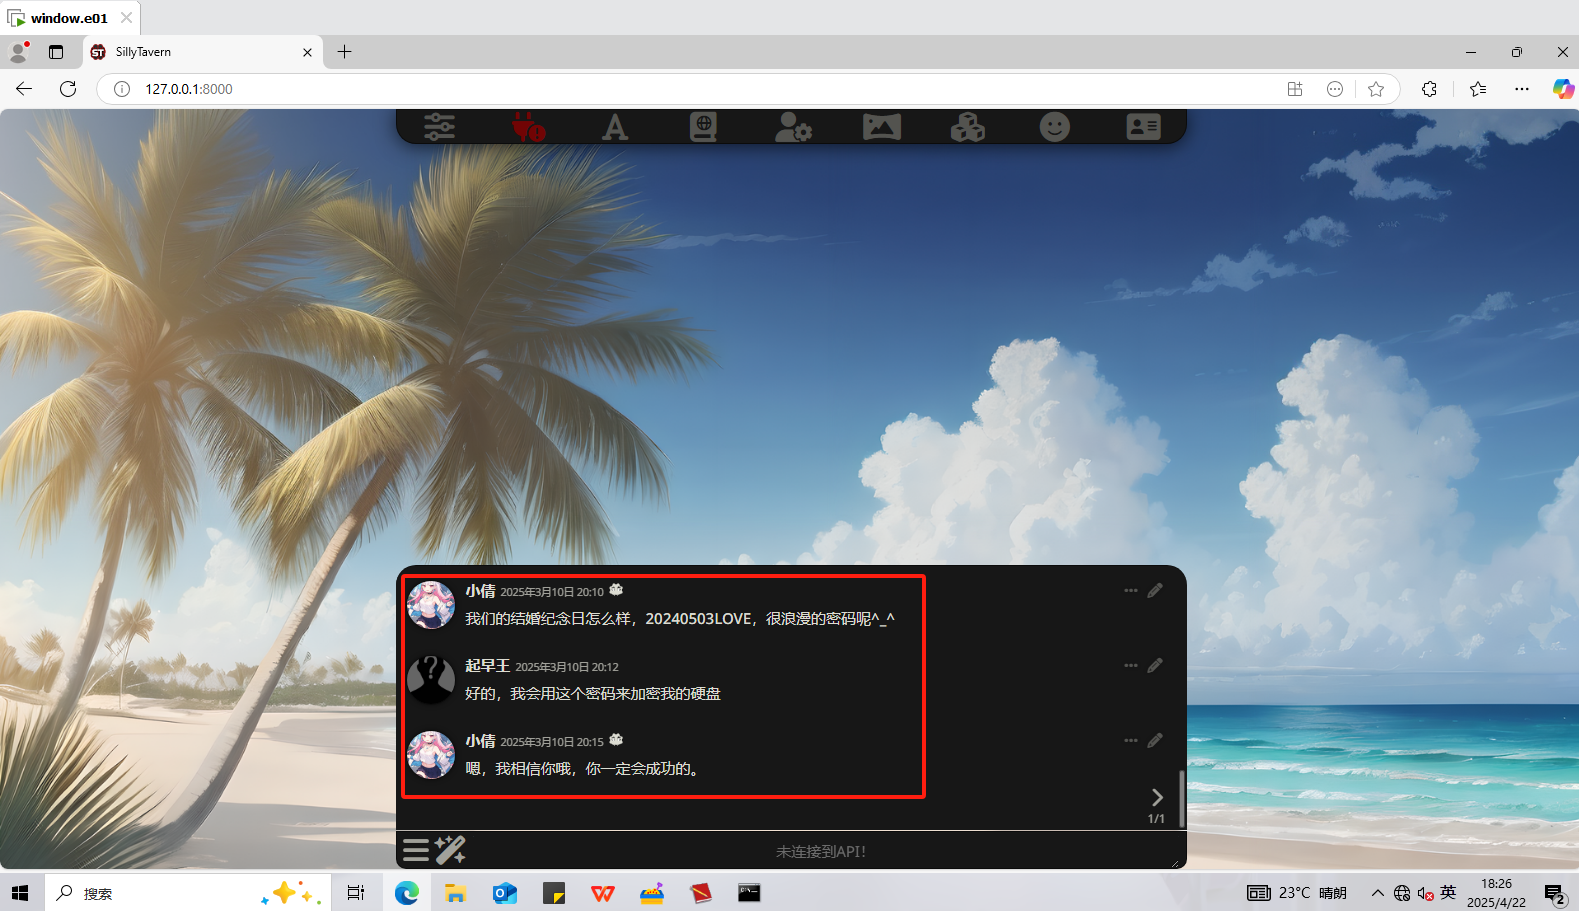 window.e01
SillyTavern
127.0.0.1:8000
小倩 2025年3月10日 20:10
我们的结婚纪念日怎么样，20240503LOVE，很浪漫的密码呢^_^
起早王 2025年3月10日 20:12
好的，我会用这个密码来加密我的硬盘
小倩 2025年3月10日 20:15
嗯，我相信你哦，你一定会成功的。
1/1
未连接到API！
搜索
23°C 晴朗
英
18:26
2025/4/22
2